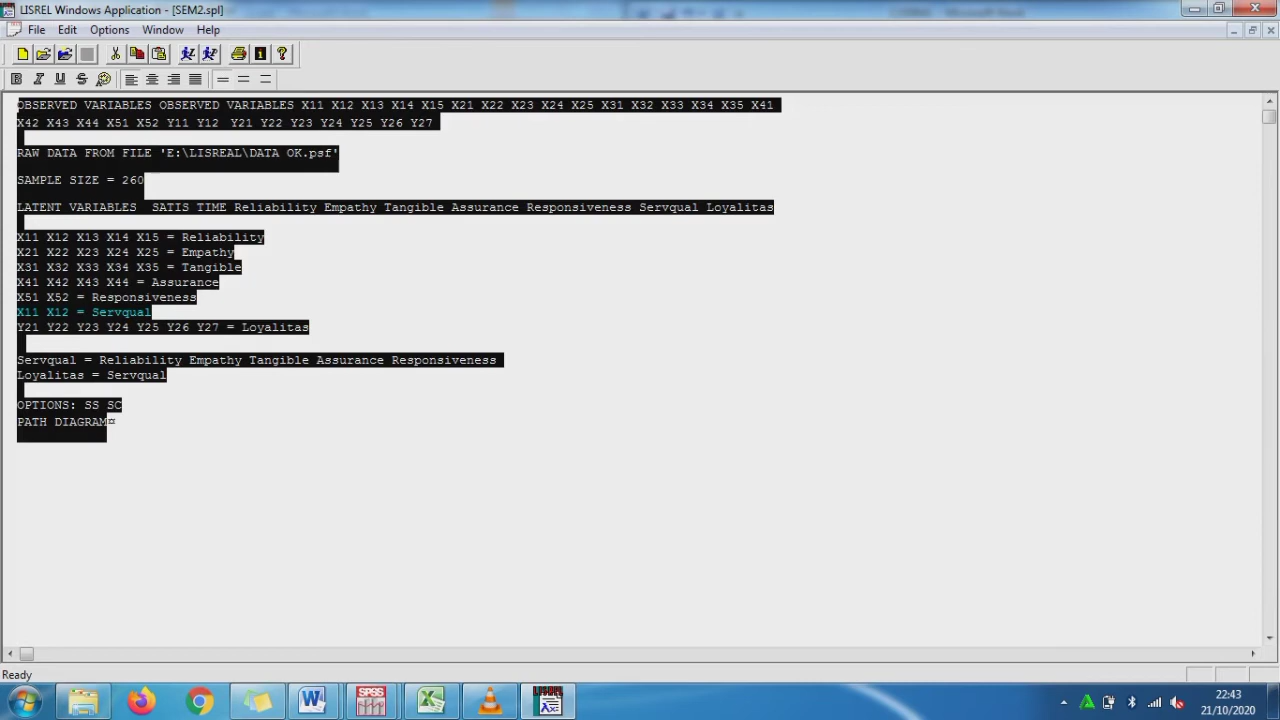 LISREL Windows Application - [SEM2.spl]
File Edit Options Window Help
OBSERVED VARIABLES OBSERVED VARIABLES X11 X12 X13 X14 X15 X21 X22 X23 X24 X25 X31 X32 X33 X34 X35 X41
X42 X43 X44 X51 X52 Y11 Y12 Y21 Y22 Y23 Y24 Y25 Y26 Y27
RAW DATA FROM FILE 'E:\LISREAL\DATA OK.psf'
SAMPLE SIZE = 260
LATENT VARIABLES SATIS TIME Reliability Empathy Tangible Assurance Responsiveness Servqual Loyalitas
X11 X12 X13 X14 X15 = Reliability
X21 X22 X23 X24 X25 = Empathy
X31 X32 X33 X34 X35 = Tangible
X41 X42 X43 X44 = Assurance
X51 X52 = Responsiveness
X11 X12 = Servqual
Y21 Y22 Y23 Y24 Y25 Y26 Y27 = Loyalitas
Servqual = Reliability Empathy Tangible Assurance Responsiveness
Loyalitas = Servqual
OPTIONS: SS SC
PATH DIAGRAM¤
Ready
22:43
21/10/2020